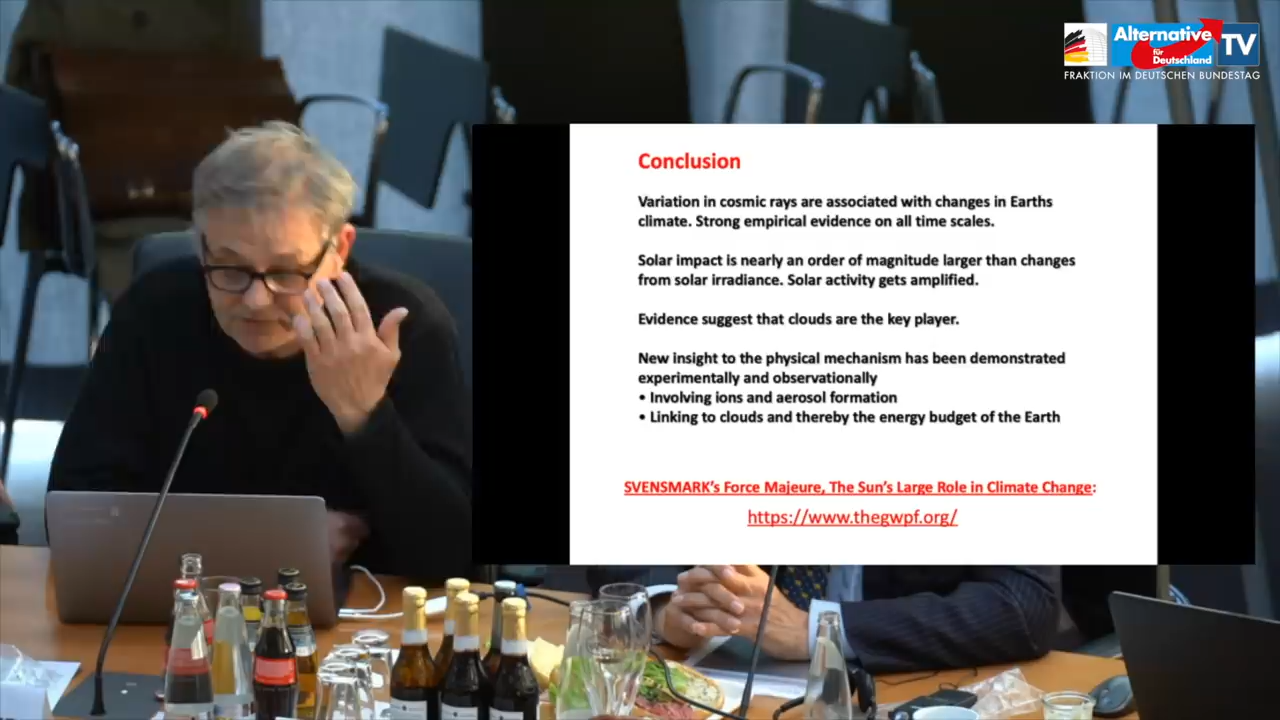 Alternative
für
Deutschland
TV
FRAKTION IM DEUTSCHEN BUNDESTAG
Conclusion
Variation in cosmic rays are associated with changes in Earths
climate. Strong empirical evidence on all time scales.
Solar impact is nearly an order of magnitude larger than changes
from solar irradiance. Solar activity gets amplified.
Evidence suggest that clouds are the key player.
New insight to the physical mechanism has been demonstrated
experimentally and observationally
• Involving ions and aerosol formation
• Linking to clouds and thereby the energy budget of the Earth
SVENSMARK's Force Majeure, The Sun's Large Role in Climate Change:
https://www.thegwpf.org/